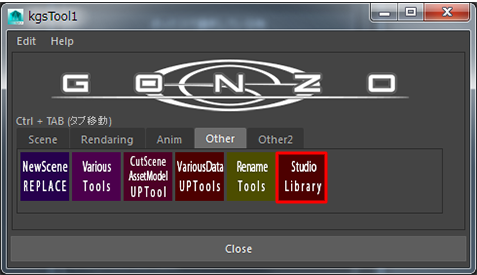 kgsTool1
Edit Help
GONZO
Ctrl + TAB (タブ移動)
Scene Rendaring Anim Other Other2
NewScene REPLACE
Various Tools
CutScene AssetModel UPTool
VariousData UPTools
Rename Tools
Studio Library
Close